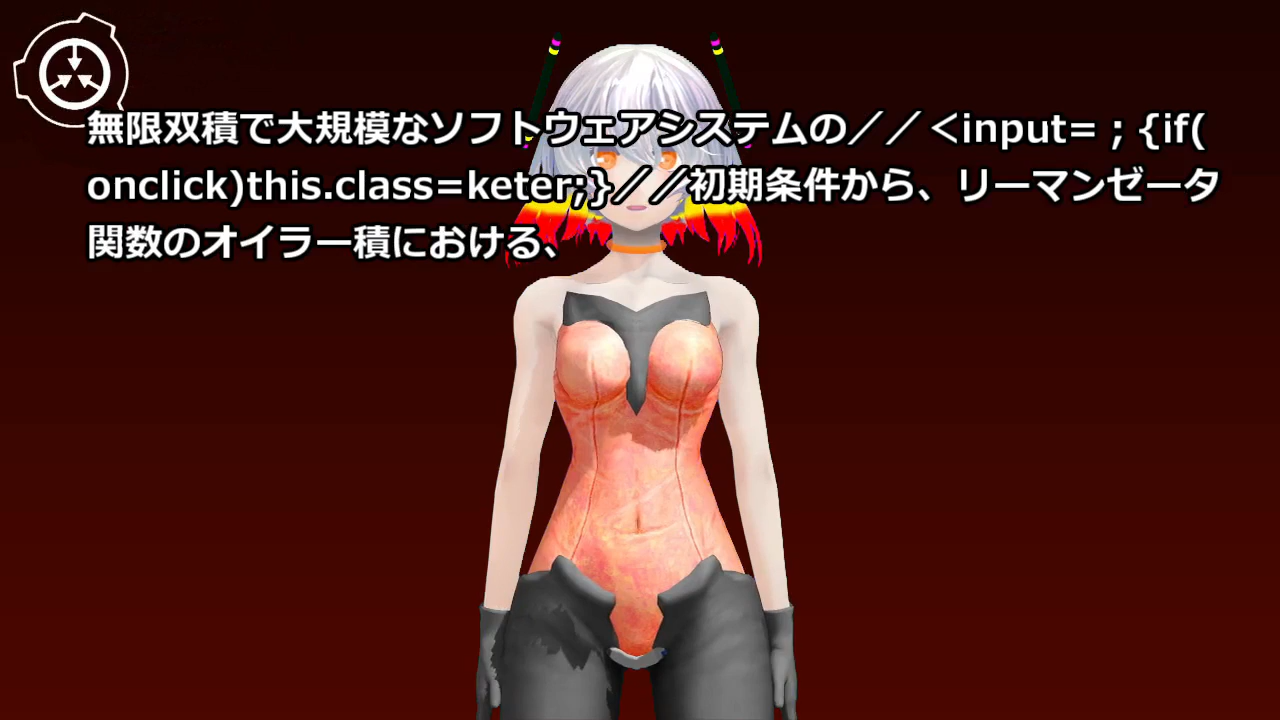 無限双積で大規模なソフトウェアシステムの／／＜input=；{if(
onclick)this.class=keter;}／／初期条件から、リーマンゼータ
関数のオイラー積における、